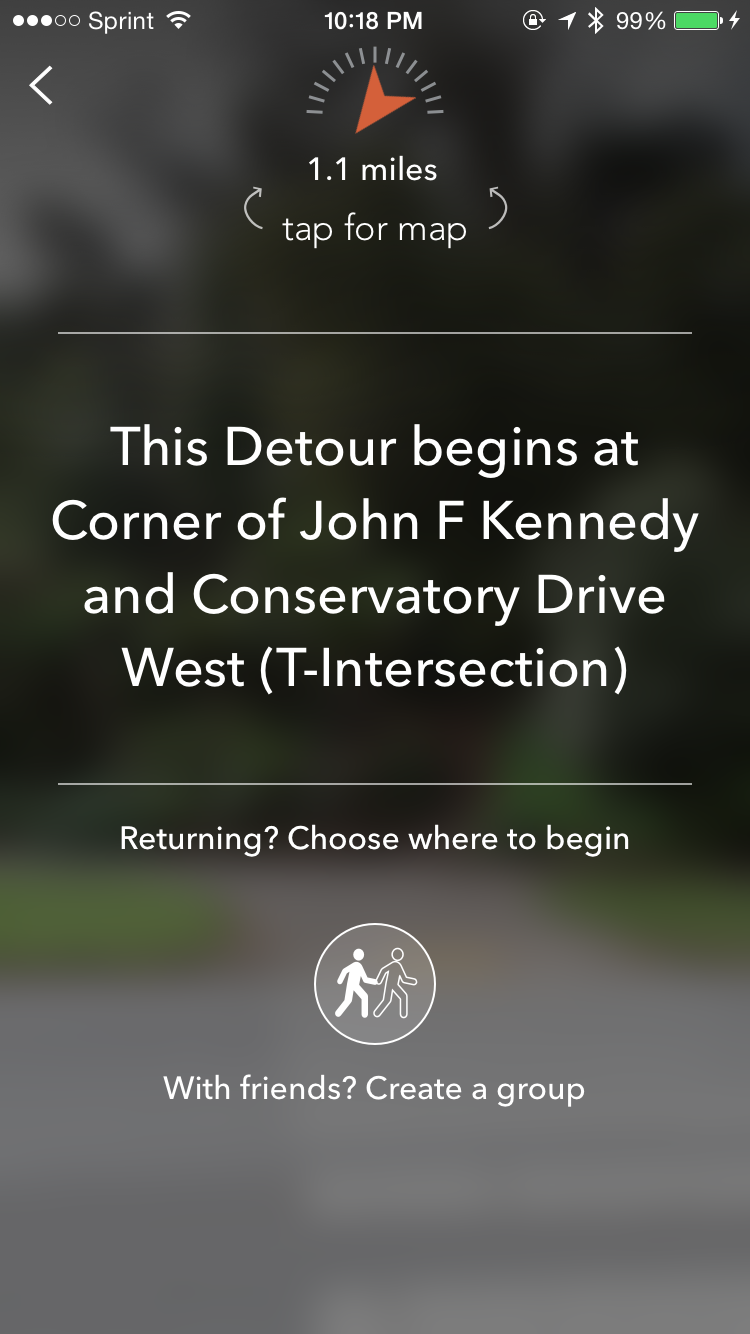 Sprint 10:18 PM 99%
1.1 miles
tap for map
This Detour begins at
Corner of John F Kennedy
and Conservatory Drive
West (T-Intersection)
Returning? Choose where to begin
With friends? Create a group